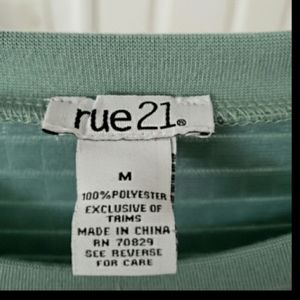 rue21®
M
100%POLYESTER
EXCLUSIVE OF
TRIMS
MADE IN CHINA
RN 70829
SEE REVERSE
FOR CARE